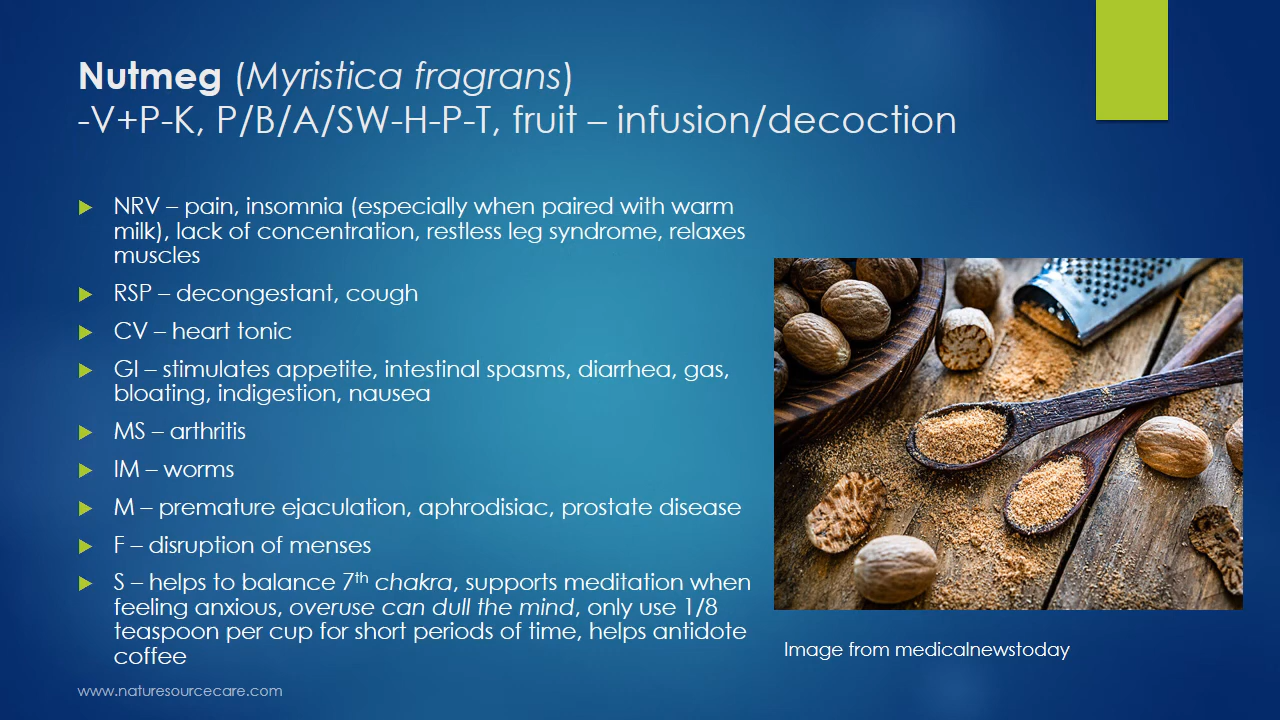 Nutmeg (Myristica fragrans)
-V+P-K, P/B/A/SW-H-P-T, fruit – infusion/decoction
NRV – pain, insomnia (especially when paired with warm
milk), lack of concentration, restless leg syndrome, relaxes
muscles
RSP – decongestant, cough
CV – heart tonic
GI – stimulates appetite, intestinal spasms, diarrhea, gas,
bloating, indigestion, nausea
MS – arthritis
IM – worms
M – premature ejaculation, aphrodisiac, prostate disease
F – disruption of menses
S – helps to balance 7th chakra, supports meditation when
feeling anxious, overuse can dull the mind, only use 1/8
teaspoon per cup for short periods of time, helps antidote
coffee
Image from medicalnewstoday
www.naturesourcecare.com